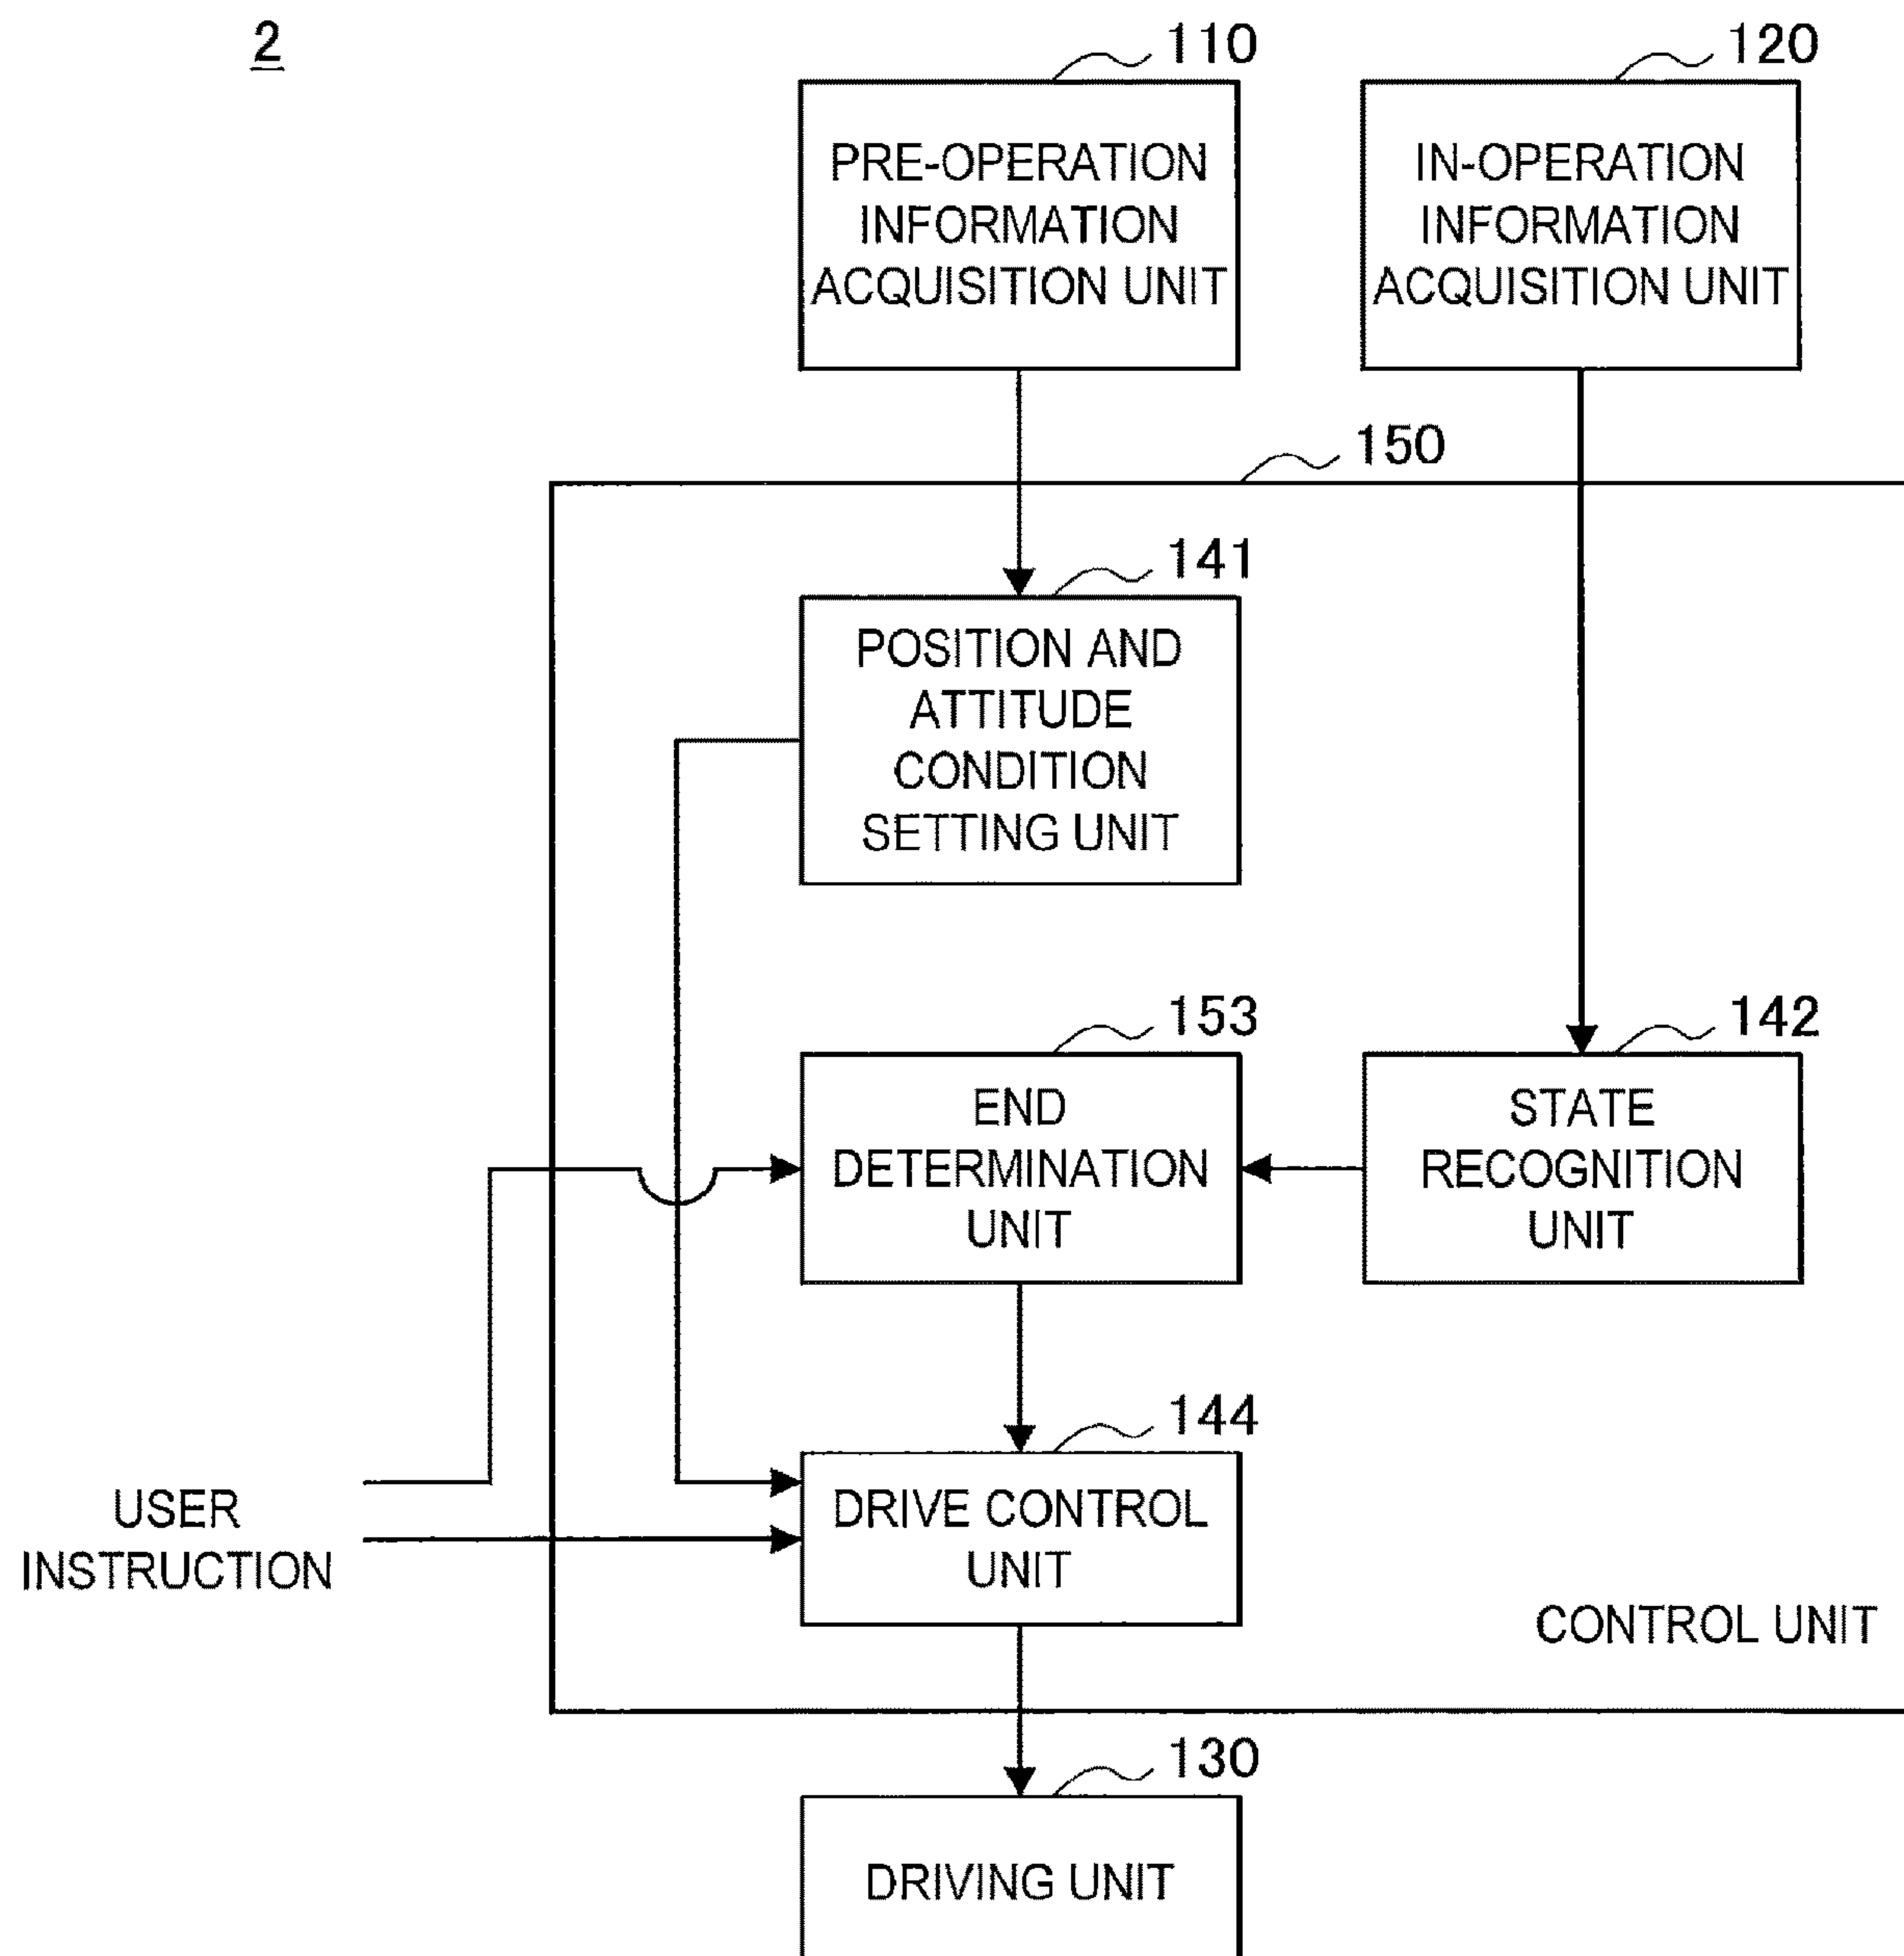 2
110
120
PRE-OPERATION
INFORMATION
ACQUISITION UNIT
IN-OPERATION
INFORMATION
ACQUISITION UNIT
150
141
POSITION AND
ATTITUDE
CONDITION
SETTING UNIT
153
142
END
DETERMINATION
UNIT
STATE
RECOGNITION
UNIT
144
USER
INSTRUCTION
DRIVE CONTROL
UNIT
CONTROL UNIT
130
DRIVING UNIT